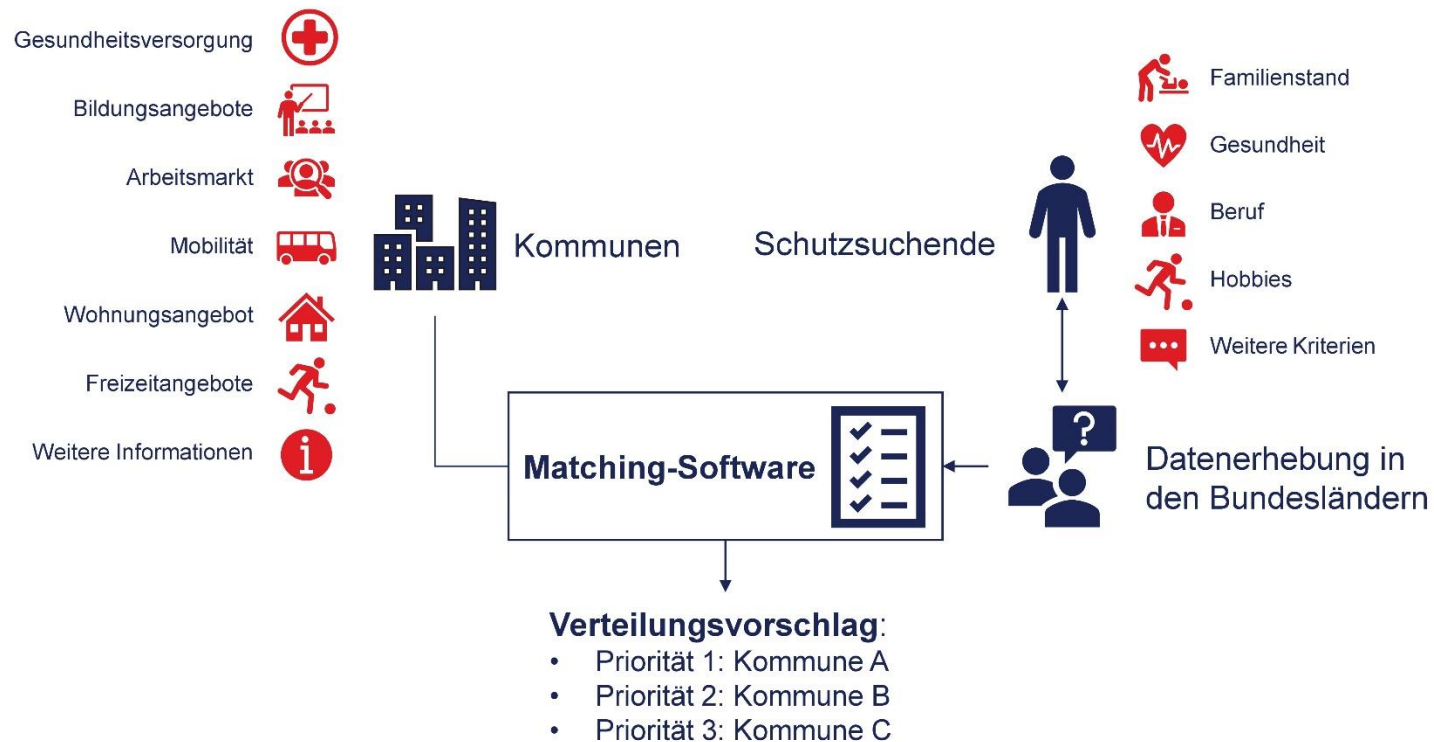 Gesundheitsversorgung
Bildungsangebote
Arbeitsmarkt
Mobilität
Wohnungsangebot
Freizeitangebote
Weitere Informationen
i
Kommunen
Schutzsuchende
Familienstand
Gesundheit
Beruf
Hobbies
Weitere Kriterien
?
Datenerhebung in
den Bundesländern
Matching-Software
Verteilungsvorschlag:
• Priorität 1: Kommune A
• Priorität 2: Kommune B
• Priorität 3: Kommune C